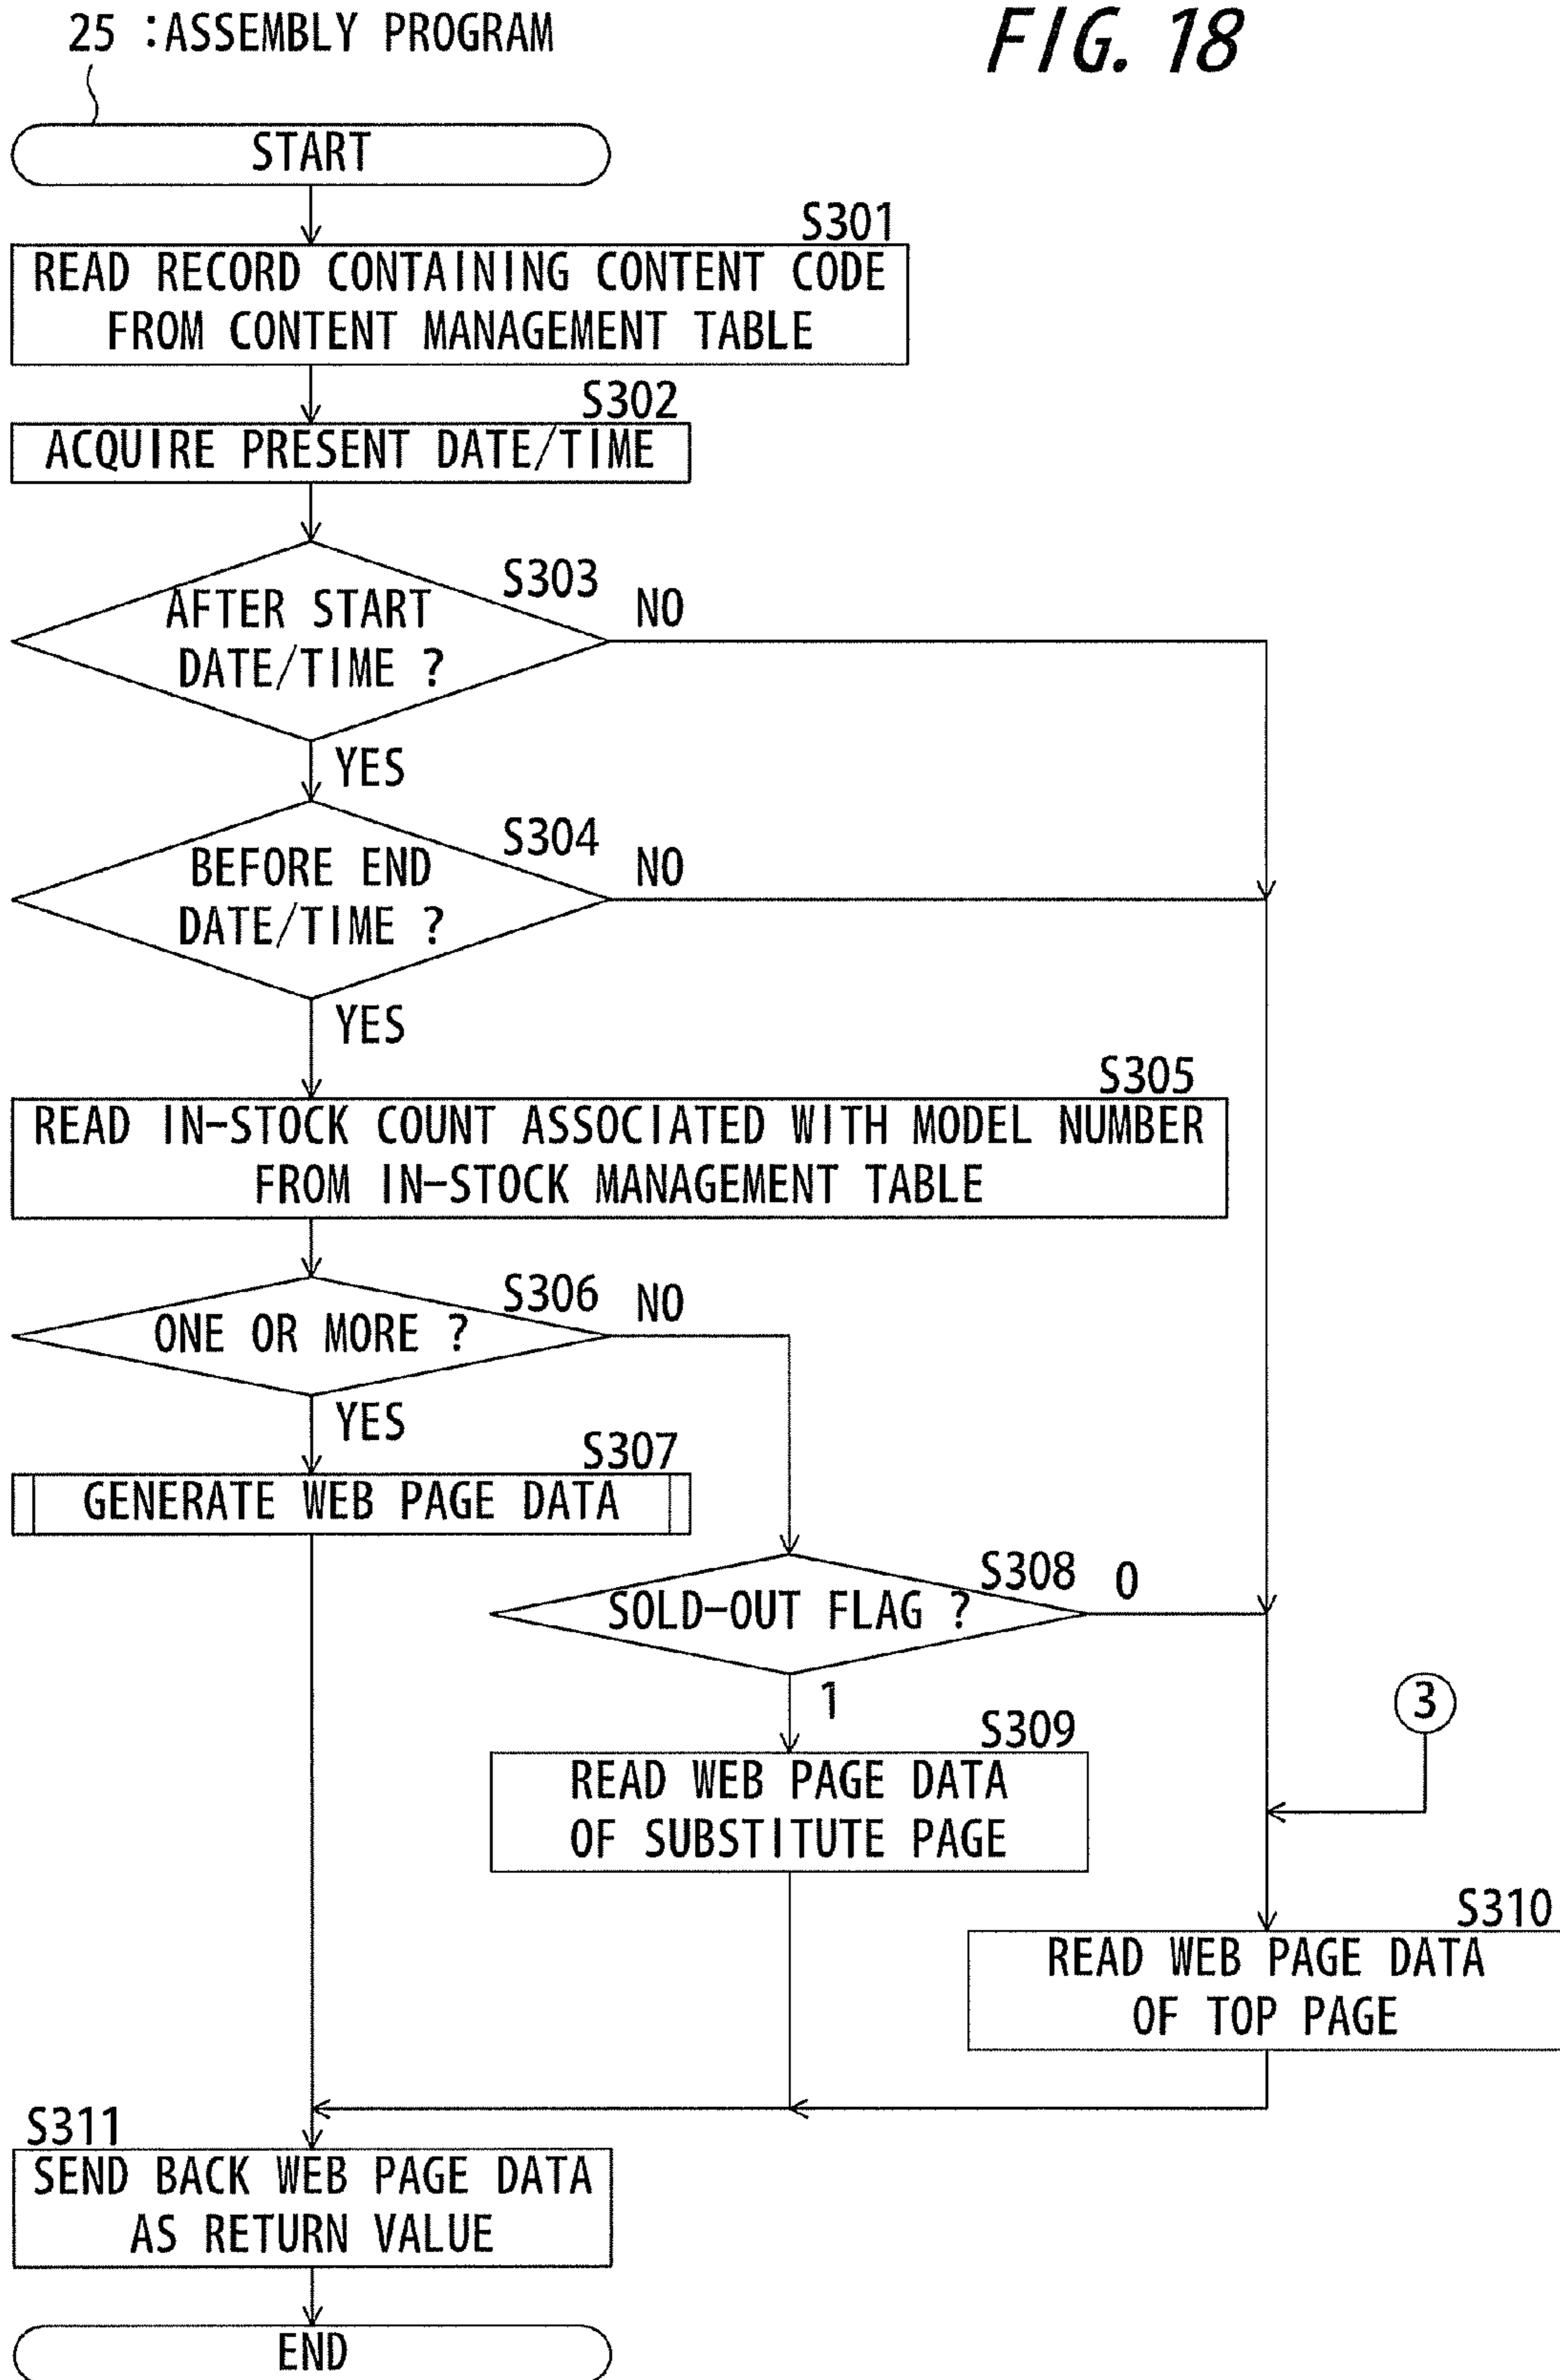 25 :ASSEMBLY PROGRAM
FIG. 18
START
S301
READ RECORD CONTAINING CONTENT CODE
FROM CONTENT MANAGEMENT TABLE
S302
ACQUIRE PRESENT DATE/TIME
S303
AFTER START
DATE/TIME ?
NO
YES
S304
BEFORE END
DATE/TIME ?
NO
YES
S305
READ IN-STOCK COUNT ASSOCIATED WITH MODEL NUMBER
FROM IN-STOCK MANAGEMENT TABLE
S306
ONE OR MORE ?
NO
YES
S307
GENERATE WEB PAGE DATA
S308
SOLD-OUT FLAG ?
0
1
3
S309
READ WEB PAGE DATA
OF SUBSTITUTE PAGE
S310
READ WEB PAGE DATA
OF TOP PAGE
S311
SEND BACK WEB PAGE DATA
AS RETURN VALUE
END